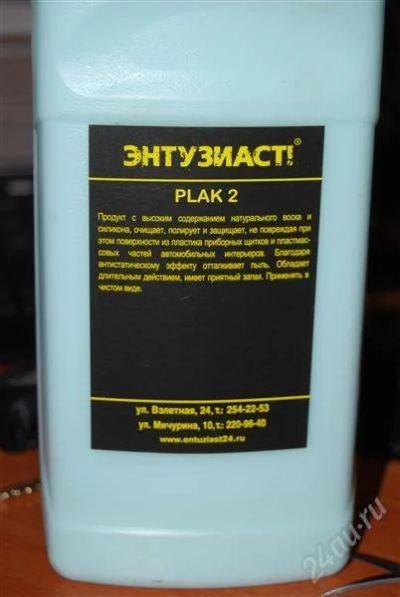 ЭНТУЗИАСТ!®
PLAK 2
Продукт с высоким содержанием натурального воска и
силикона, очищает, полирует и защищает, не повреждая при
этом поверхности из пластика приборных щитков и пластмас-
совых частей автомобильных интерьеров. Благодаря
антистатическому эффекту отталкивает пыль. Обладает
длительным действием, имеет приятный запах. Применять в
чистом виде.
ул. Взлетная, 24, т.: 254-22-53
ул. Мичурина, 10, т.: 220-96-40
www.entuziast24.ru
24au.ru